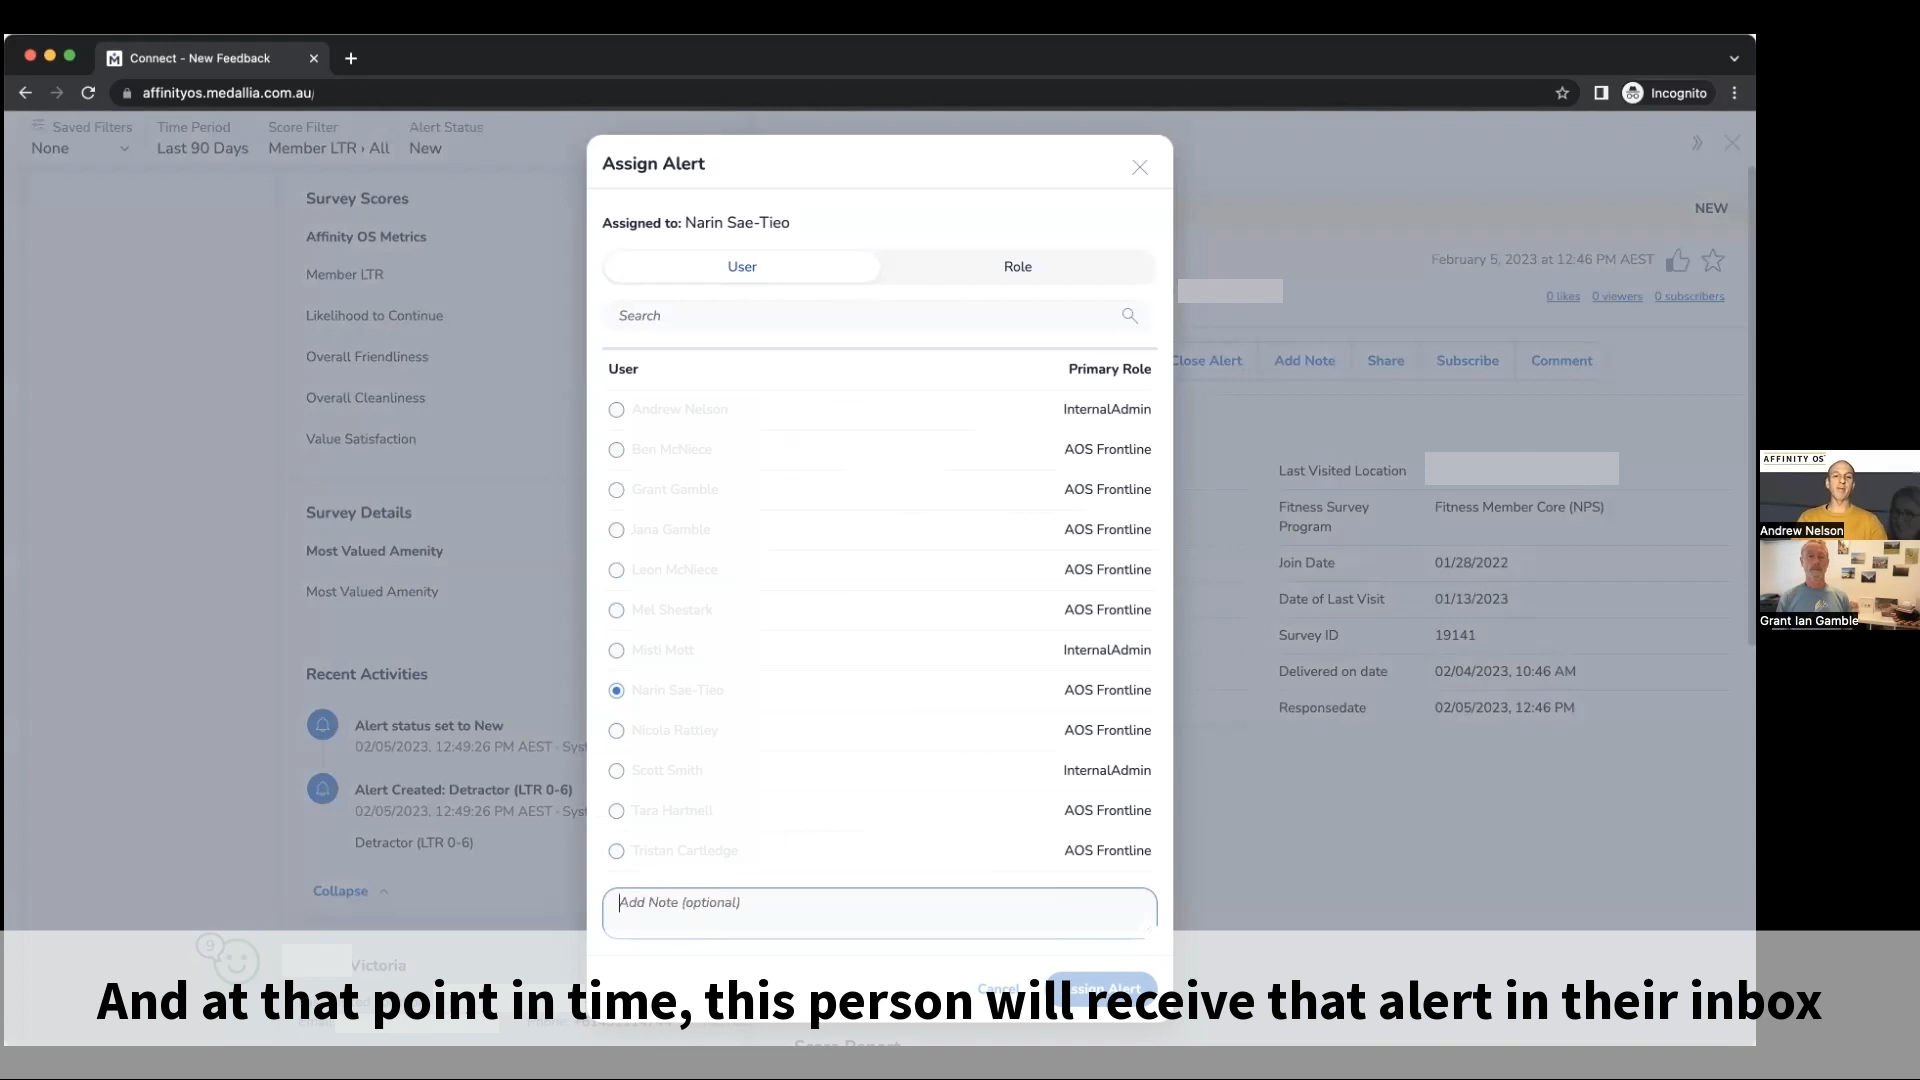 Connect - New Feedback
affinityos.medallia.com.au/
Incognito
Saved Filters
None
Time Period
Last 90 Days
Score Filter
Member LTR › All
Alert Status
New
Survey Scores
Affinity OS Metrics
Member LTR
Likelihood to Continue
Overall Friendliness
Overall Cleanliness
Value Satisfaction
Survey Details
Most Valued Amenity
Most Valued Amenity
Recent Activities
Alert status set to New
02/05/2023, 12:49:26 PM AEST ·
Alert Created: Detractor (LTR 0-6)
02/05/2023, 12:49:26 PM AEST ·
Detractor (LTR 0-6)
Collapse
9
Victoria
Assign Alert
Assigned to: Narin Sae-Tieo
User Role
Search
User Primary Role
Andrew Nelson InternalAdmin
Ben McNiece AOS Frontline
Grant Gamble AOS Frontline
Jana Gamble AOS Frontline
Leon McNiece AOS Frontline
Mel Shestark AOS Frontline
Misti Mott InternalAdmin
Narin Sae-Tieo AOS Frontline
Nicola Rattley AOS Frontline
Scott Smith InternalAdmin
Tara Hartnell AOS Frontline
Tristan Cartledge AOS Frontline
Add Note (optional)
Cancel Assign Alert
NEW
February 5, 2023 at 12:46 PM AEST
0 likes 0 viewers 0 subscribers
Close Alert Add Note Share Subscribe Comment
Last Visited Location
Fitness Survey Program Fitness Member Core (NPS)
Join Date 01/28/2022
Date of Last Visit 01/13/2023
Survey ID 19141
Delivered on date 02/04/2023, 10:46 AM
Responsedate 02/05/2023, 12:46 PM
AFFINITY OS
Andrew Nelson
Grant Ian Gamble
And at that point in time, this person will receive that alert in their inbox